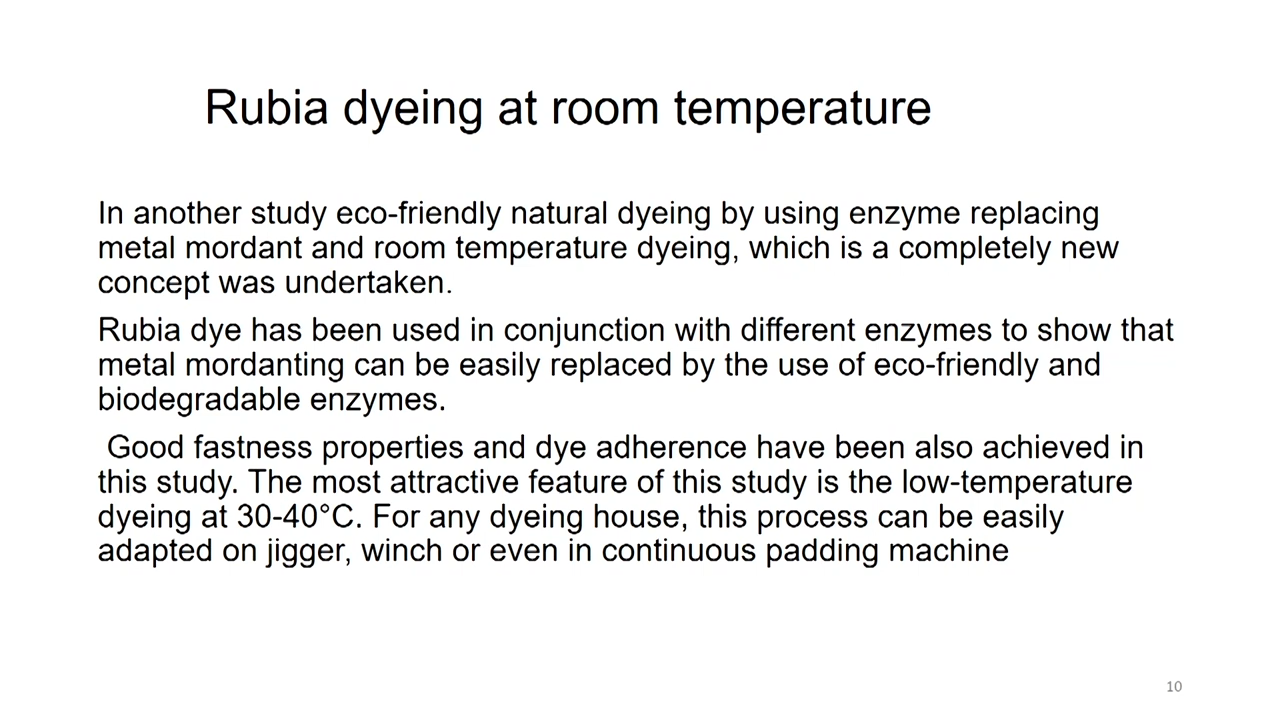 Rubia dyeing at room temperature
In another study eco-friendly natural dyeing by using enzyme replacing
metal mordant and room temperature dyeing, which is a completely new
concept was undertaken.
Rubia dye has been used in conjunction with different enzymes to show that
metal mordanting can be easily replaced by the use of eco-friendly and
biodegradable enzymes.
Good fastness properties and dye adherence have been also achieved in
this study. The most attractive feature of this study is the low-temperature
dyeing at 30-40°C. For any dyeing house, this process can be easily
adapted on jigger, winch or even in continuous padding machine
10